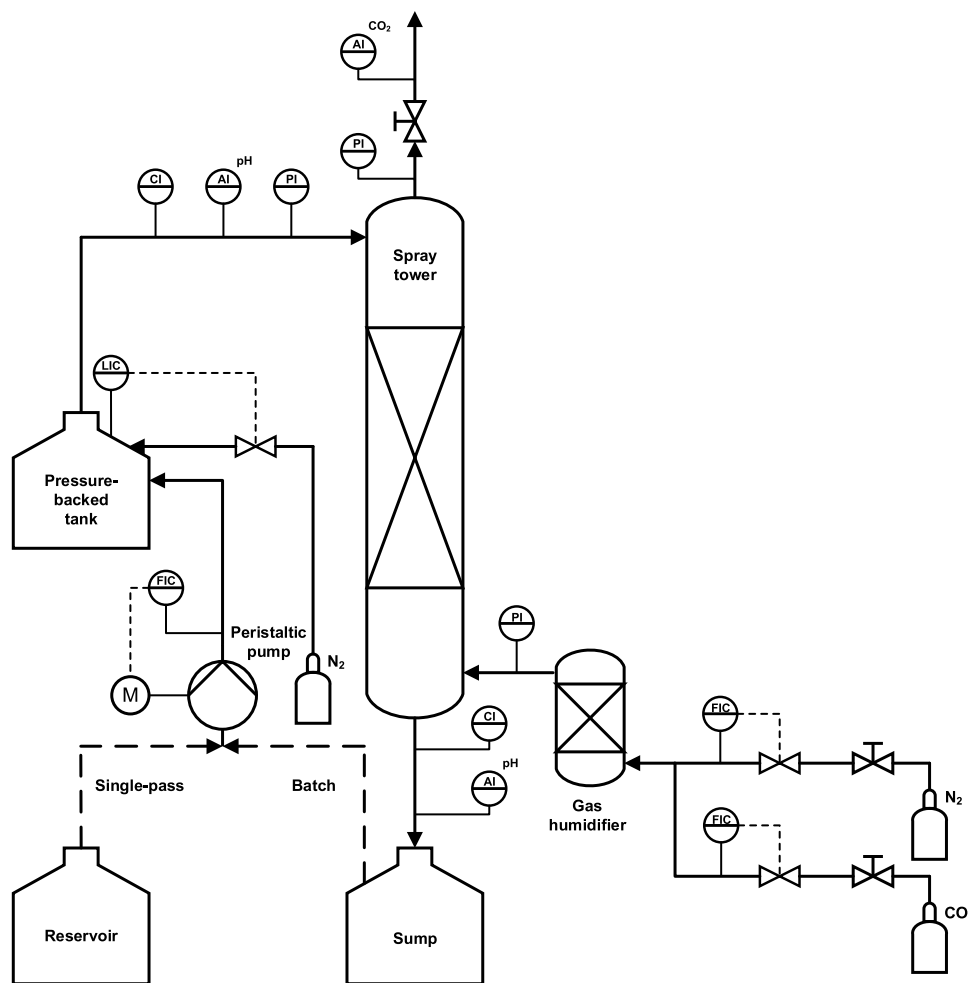 CO₂
AI
PI
pH
CI
AI
PI
Spray
tower
LIC
Pressure-
backed
tank
FIC
Peristaltic
pump
N₂
M
PI
CI
pH
AI
FIC
N₂
Single-pass
Batch
Gas
humidifier
FIC
CO
Reservoir
Sump